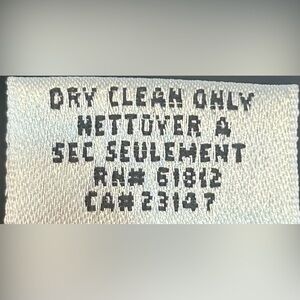 DRY CLEAN ONLY
NETTOYER A
SEC SEULEMENT
RN# 61812
CA# 23147